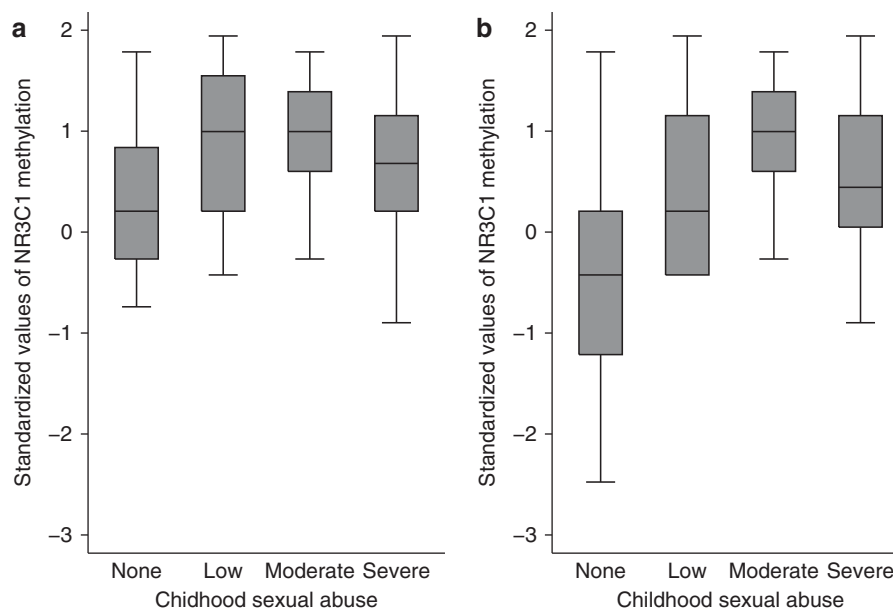 a
Standardized values of NR3C1 methylation
2
1
0
−1
−2
−3
None Low Moderate Severe
Chidhood sexual abuse
b
Standardized values of NR3C1 methylation
2
1
0
−1
−2
−3
None Low Moderate Severe
Childhood sexual abuse